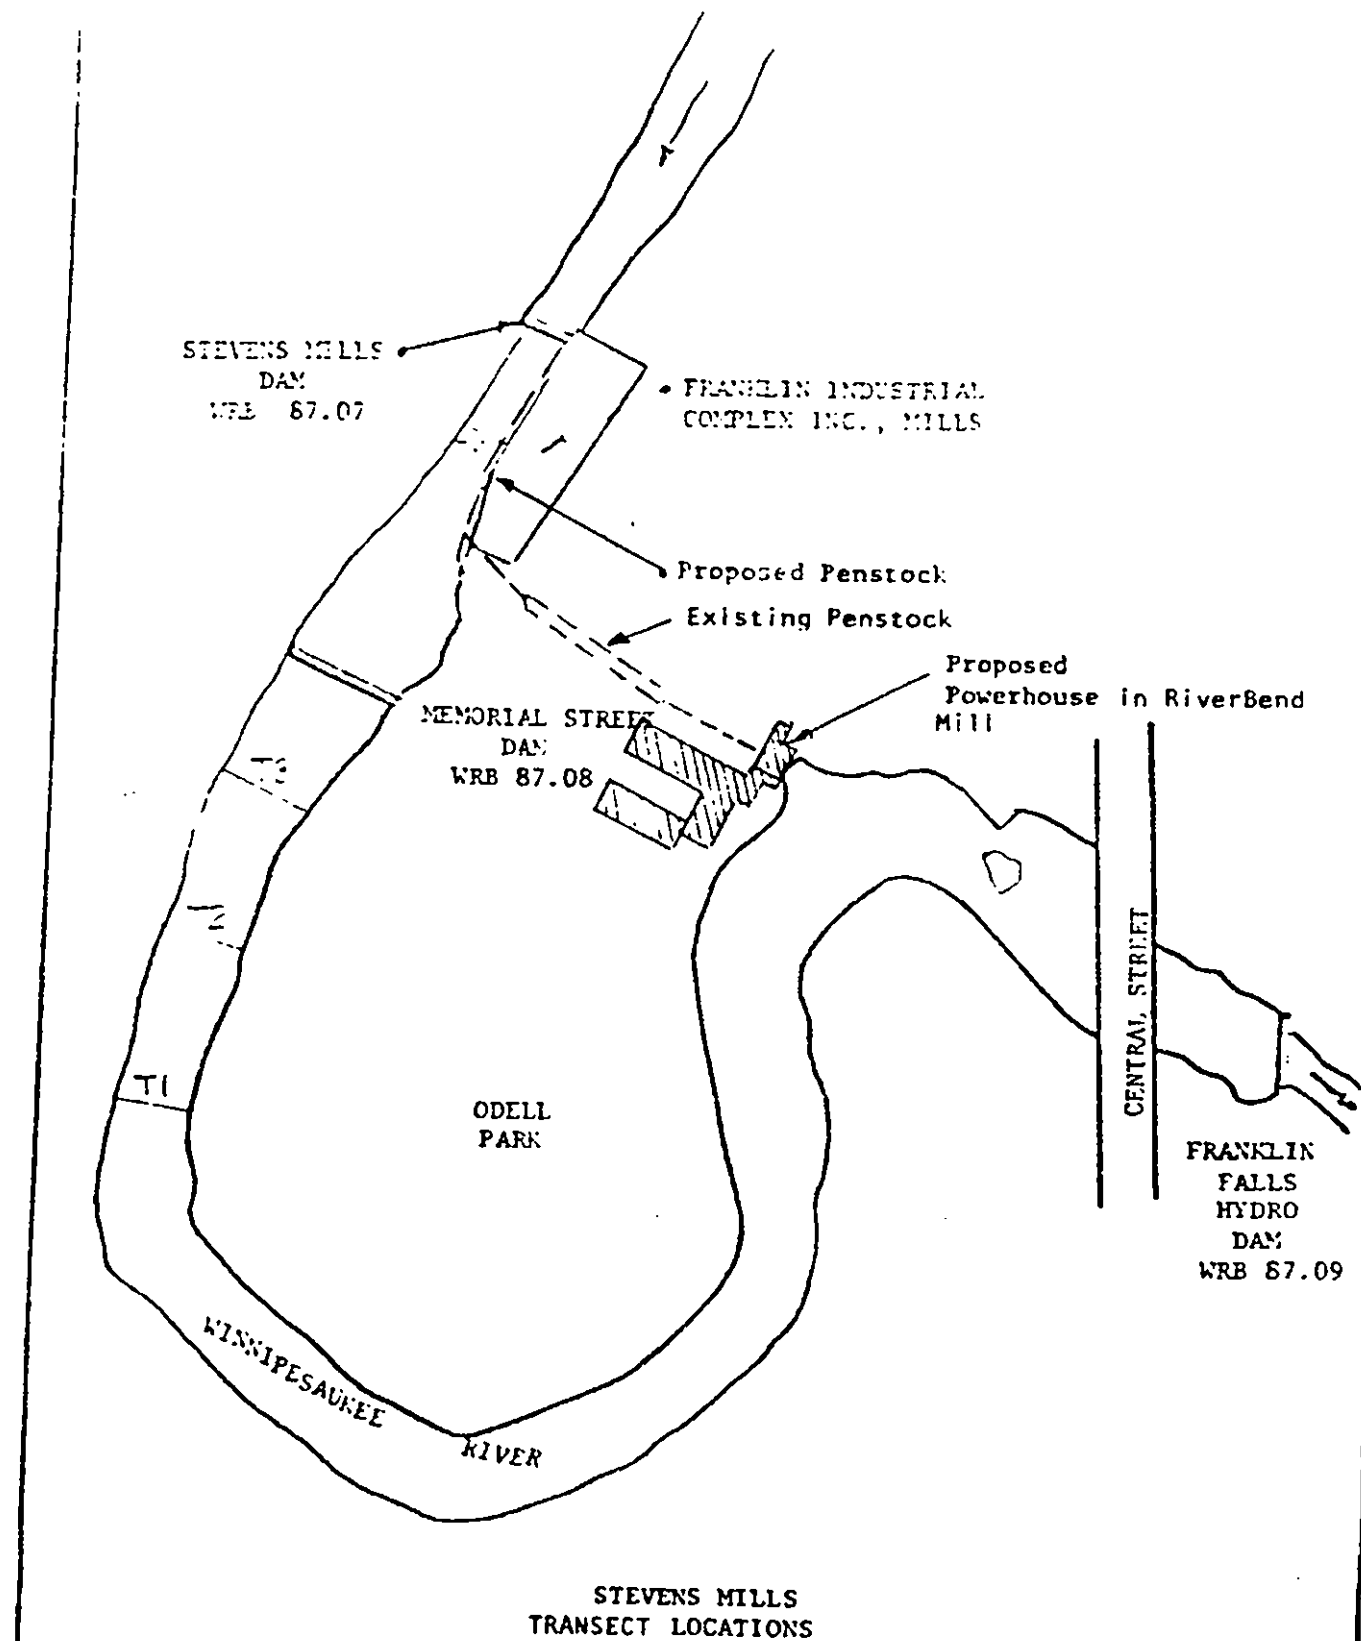 STEVENS MILLS
DAM
WRB 87.07
FRANKLIN INDUSTRIAL
COMPLEX INC., MILLS
Proposed Penstock
Existing Penstock
Proposed
Powerhouse in RiverBend
Mill
MEMORIAL STREET
DAM
WRB 87.08
T3
T2
T1
ODELL
PARK
CENTRAL STREET
FRANKLIN
FALLS
HYDRO
DAM
WRB 87.09
WINNIPESAUKEE
RIVER
STEVENS MILLS
TRANSECT LOCATIONS